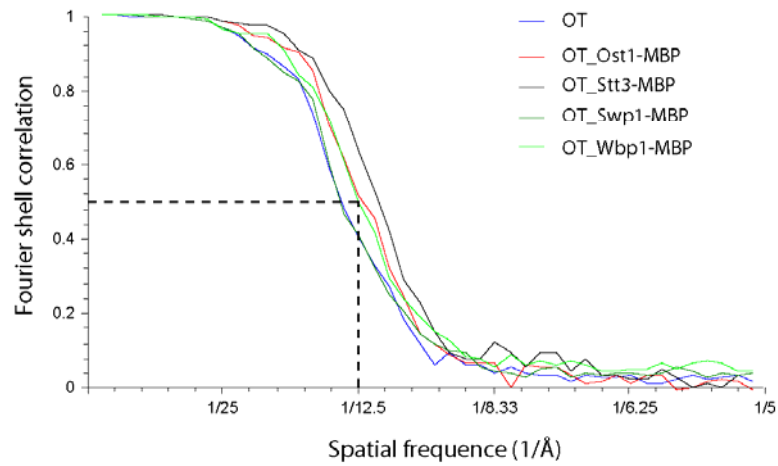 1
0.8
0.6
0.4
0.2
0
Fourier shell correlation
OT
OT_Ost1-MBP
OT_Stt3-MBP
OT_Swp1-MBP
OT_Wbp1-MBP
1/25 1/12.5 1/8.33 1/6.25 1/5
Spatial frequence (1/Å)